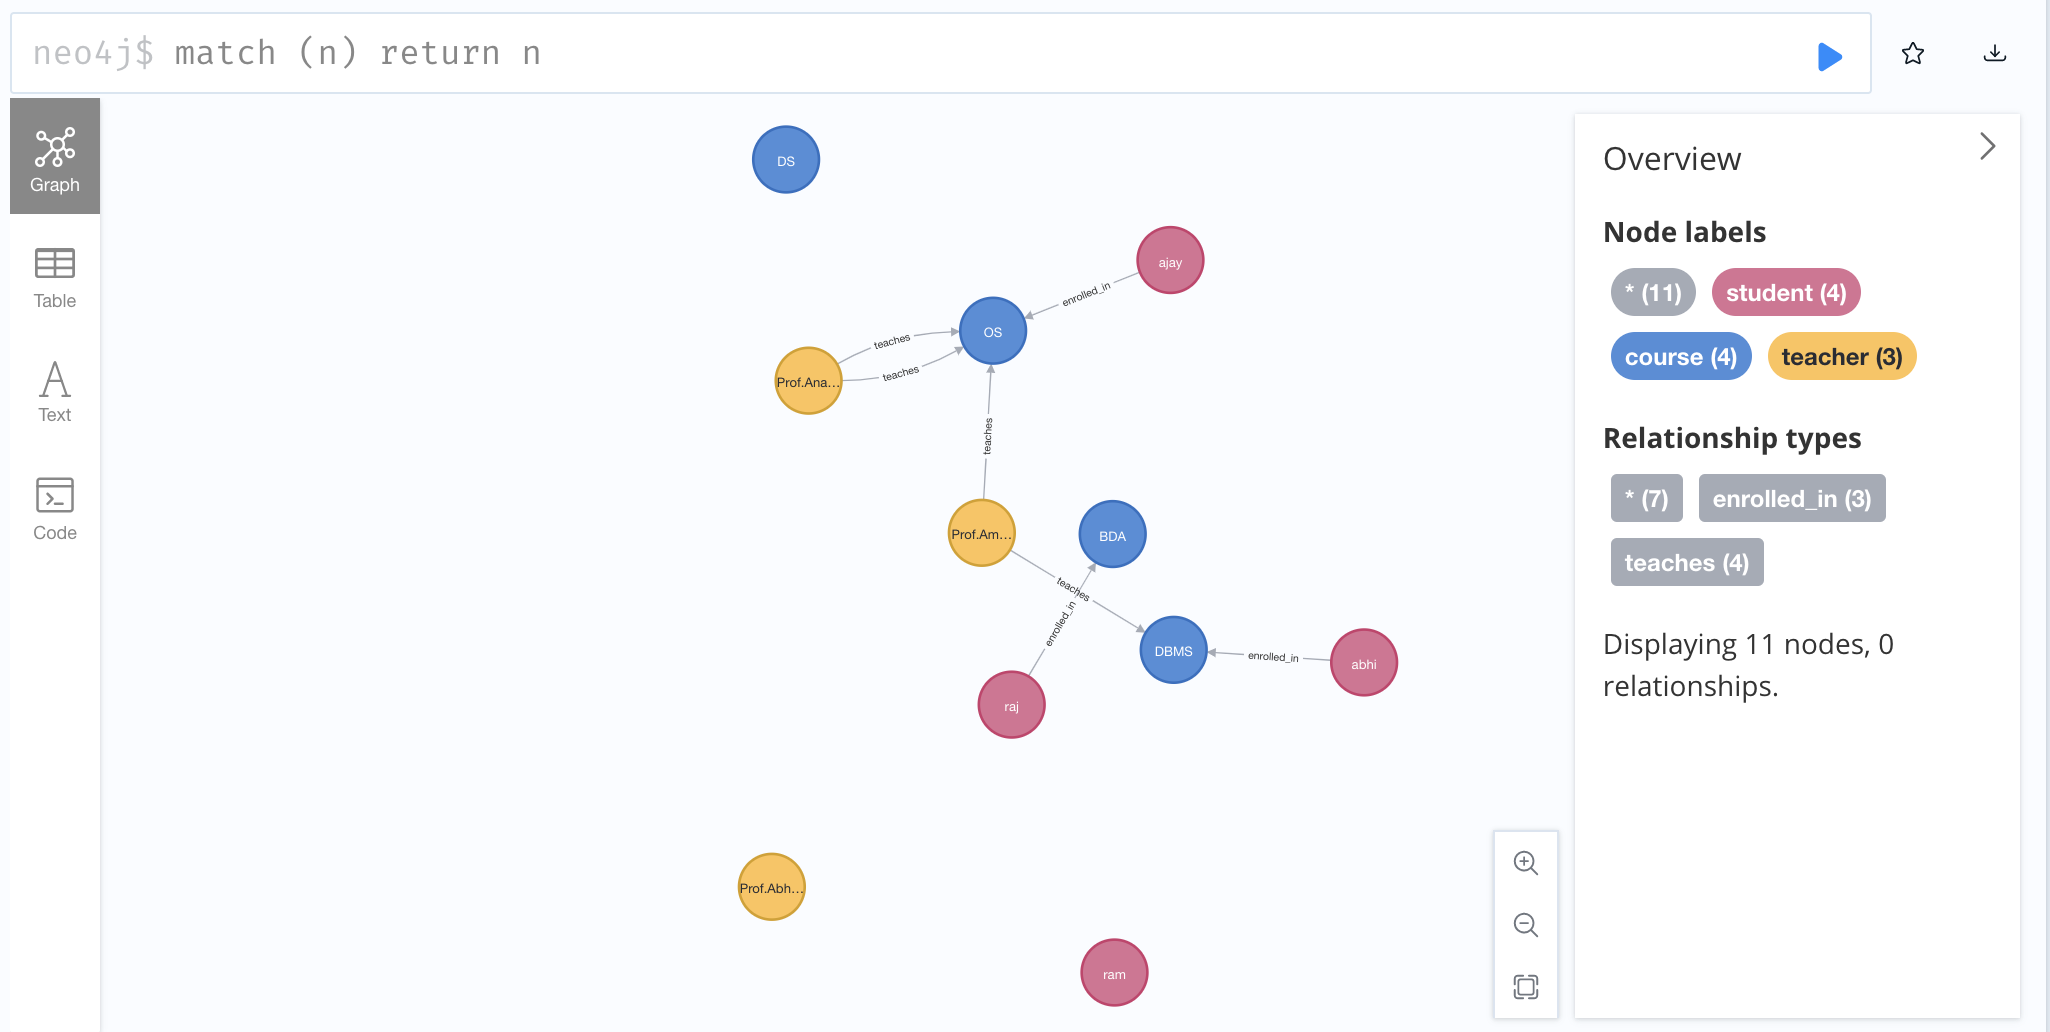 neo4j$ match (n) return n
Graph
Table
Text
Code
DS
ajay
enrolled_in
OS
teaches
teaches
Prof.Ana...
teaches
Prof.Am...
BDA
teaches
enrolled_in
DBMS
enrolled_in
abhi
raj
Prof.Abh...
ram
Overview
Node labels
* (11) student (4)
course (4) teacher (3)
Relationship types
* (7) enrolled_in (3)
teaches (4)
Displaying 11 nodes, 0
relationships.